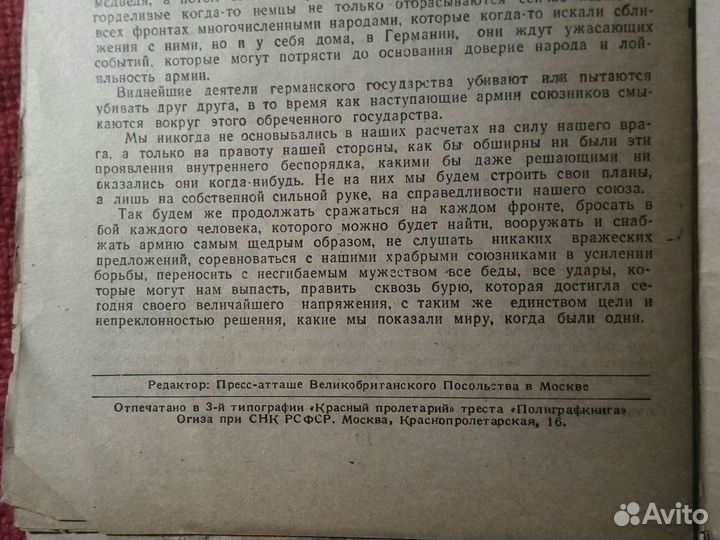 горделивые когда-то немцы не только отбрасываются сейчас
всех фронтах многочисленными народами, которые когда-то искали сбли-
жения с ними, но и у себя дома, в Германии, они ждут ужасающих
событий, которые могут потрясти до основания доверие народа и лой-
яльность армии.
Виднейшие деятели германского государства убивают или пытаются
убивать друг друга, в то время как наступающие армии союзников смы-
каются вокруг этого обреченного государства.
Мы никогда не основывались в наших расчетах на силу нашего вра-
га, а только на правоту нашей стороны, как бы обширны ни были эти
проявления внутреннего беспорядка, какими бы даже решающими ни
оказались они когда-нибудь. Не на них мы будем строить свои планы,
а лишь на собственной сильной руке, на справедливости нашего союза.
Так будем же продолжать сражаться на каждом фронте, бросать в
бой каждого человека, которого можно будет найти, вооружать и снаб-
жать армию самым щедрым образом, не слушать никаких вражеских
предложений, соревноваться с нашими храбрыми союзниками в усилении
борьбы, переносить с несгибаемым мужеством все беды, все удары, ко-
торые могут нам выпасть, править сквозь бурю, которая достигла се-
годня своего величайшего напряжения, с таким же единством цели и
непреклонностью решения, какие мы показали миру, когда были одни.
Редактор: Пресс-атташе Великобританского Посольства в Москве
Отпечатано в 3-й типографии «Красный пролетарий» треста «Полиграфкнига»
Огиза при СНК РСФСР. Москва, Краснопролетарская, 16.
Avito